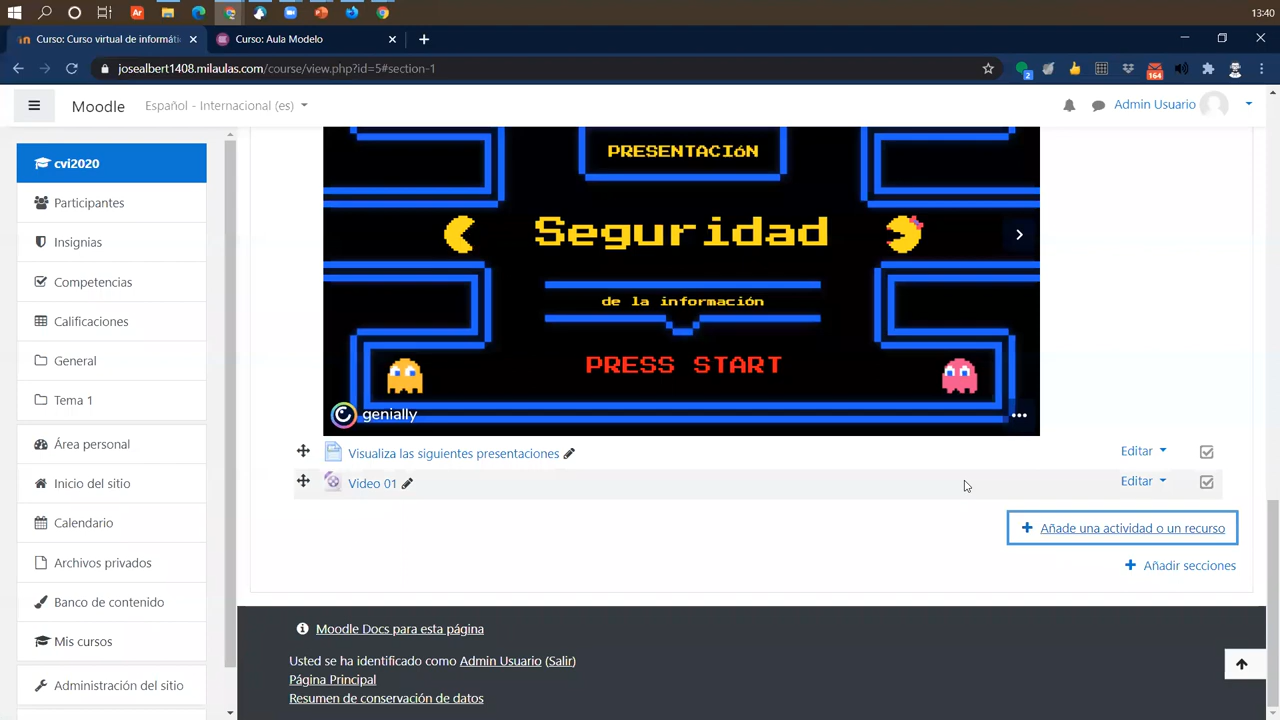 13:40
Curso: Curso virtual de informáti
Curso: Aula Modelo
josealbert1408.milaulas.com/course/view.php?id=5#section-1
2
164
Moodle
Español - Internacional (es)
Admin Usuario
cvi2020
Participantes
Insignias
Competencias
Calificaciones
General
Tema 1
Área personal
Inicio del sitio
Calendario
Archivos privados
Banco de contenido
Mis cursos
Administración del sitio
PRESENTACIóN
Seguridad
de la información
PRESS START
genially
Visualiza las siguientes presentaciones
Editar
Video 01
Editar
Añade una actividad o un recurso
Añadir secciones
Moodle Docs para esta página
Usted se ha identificado como Admin Usuario (Salir)
Página Principal
Resumen de conservación de datos